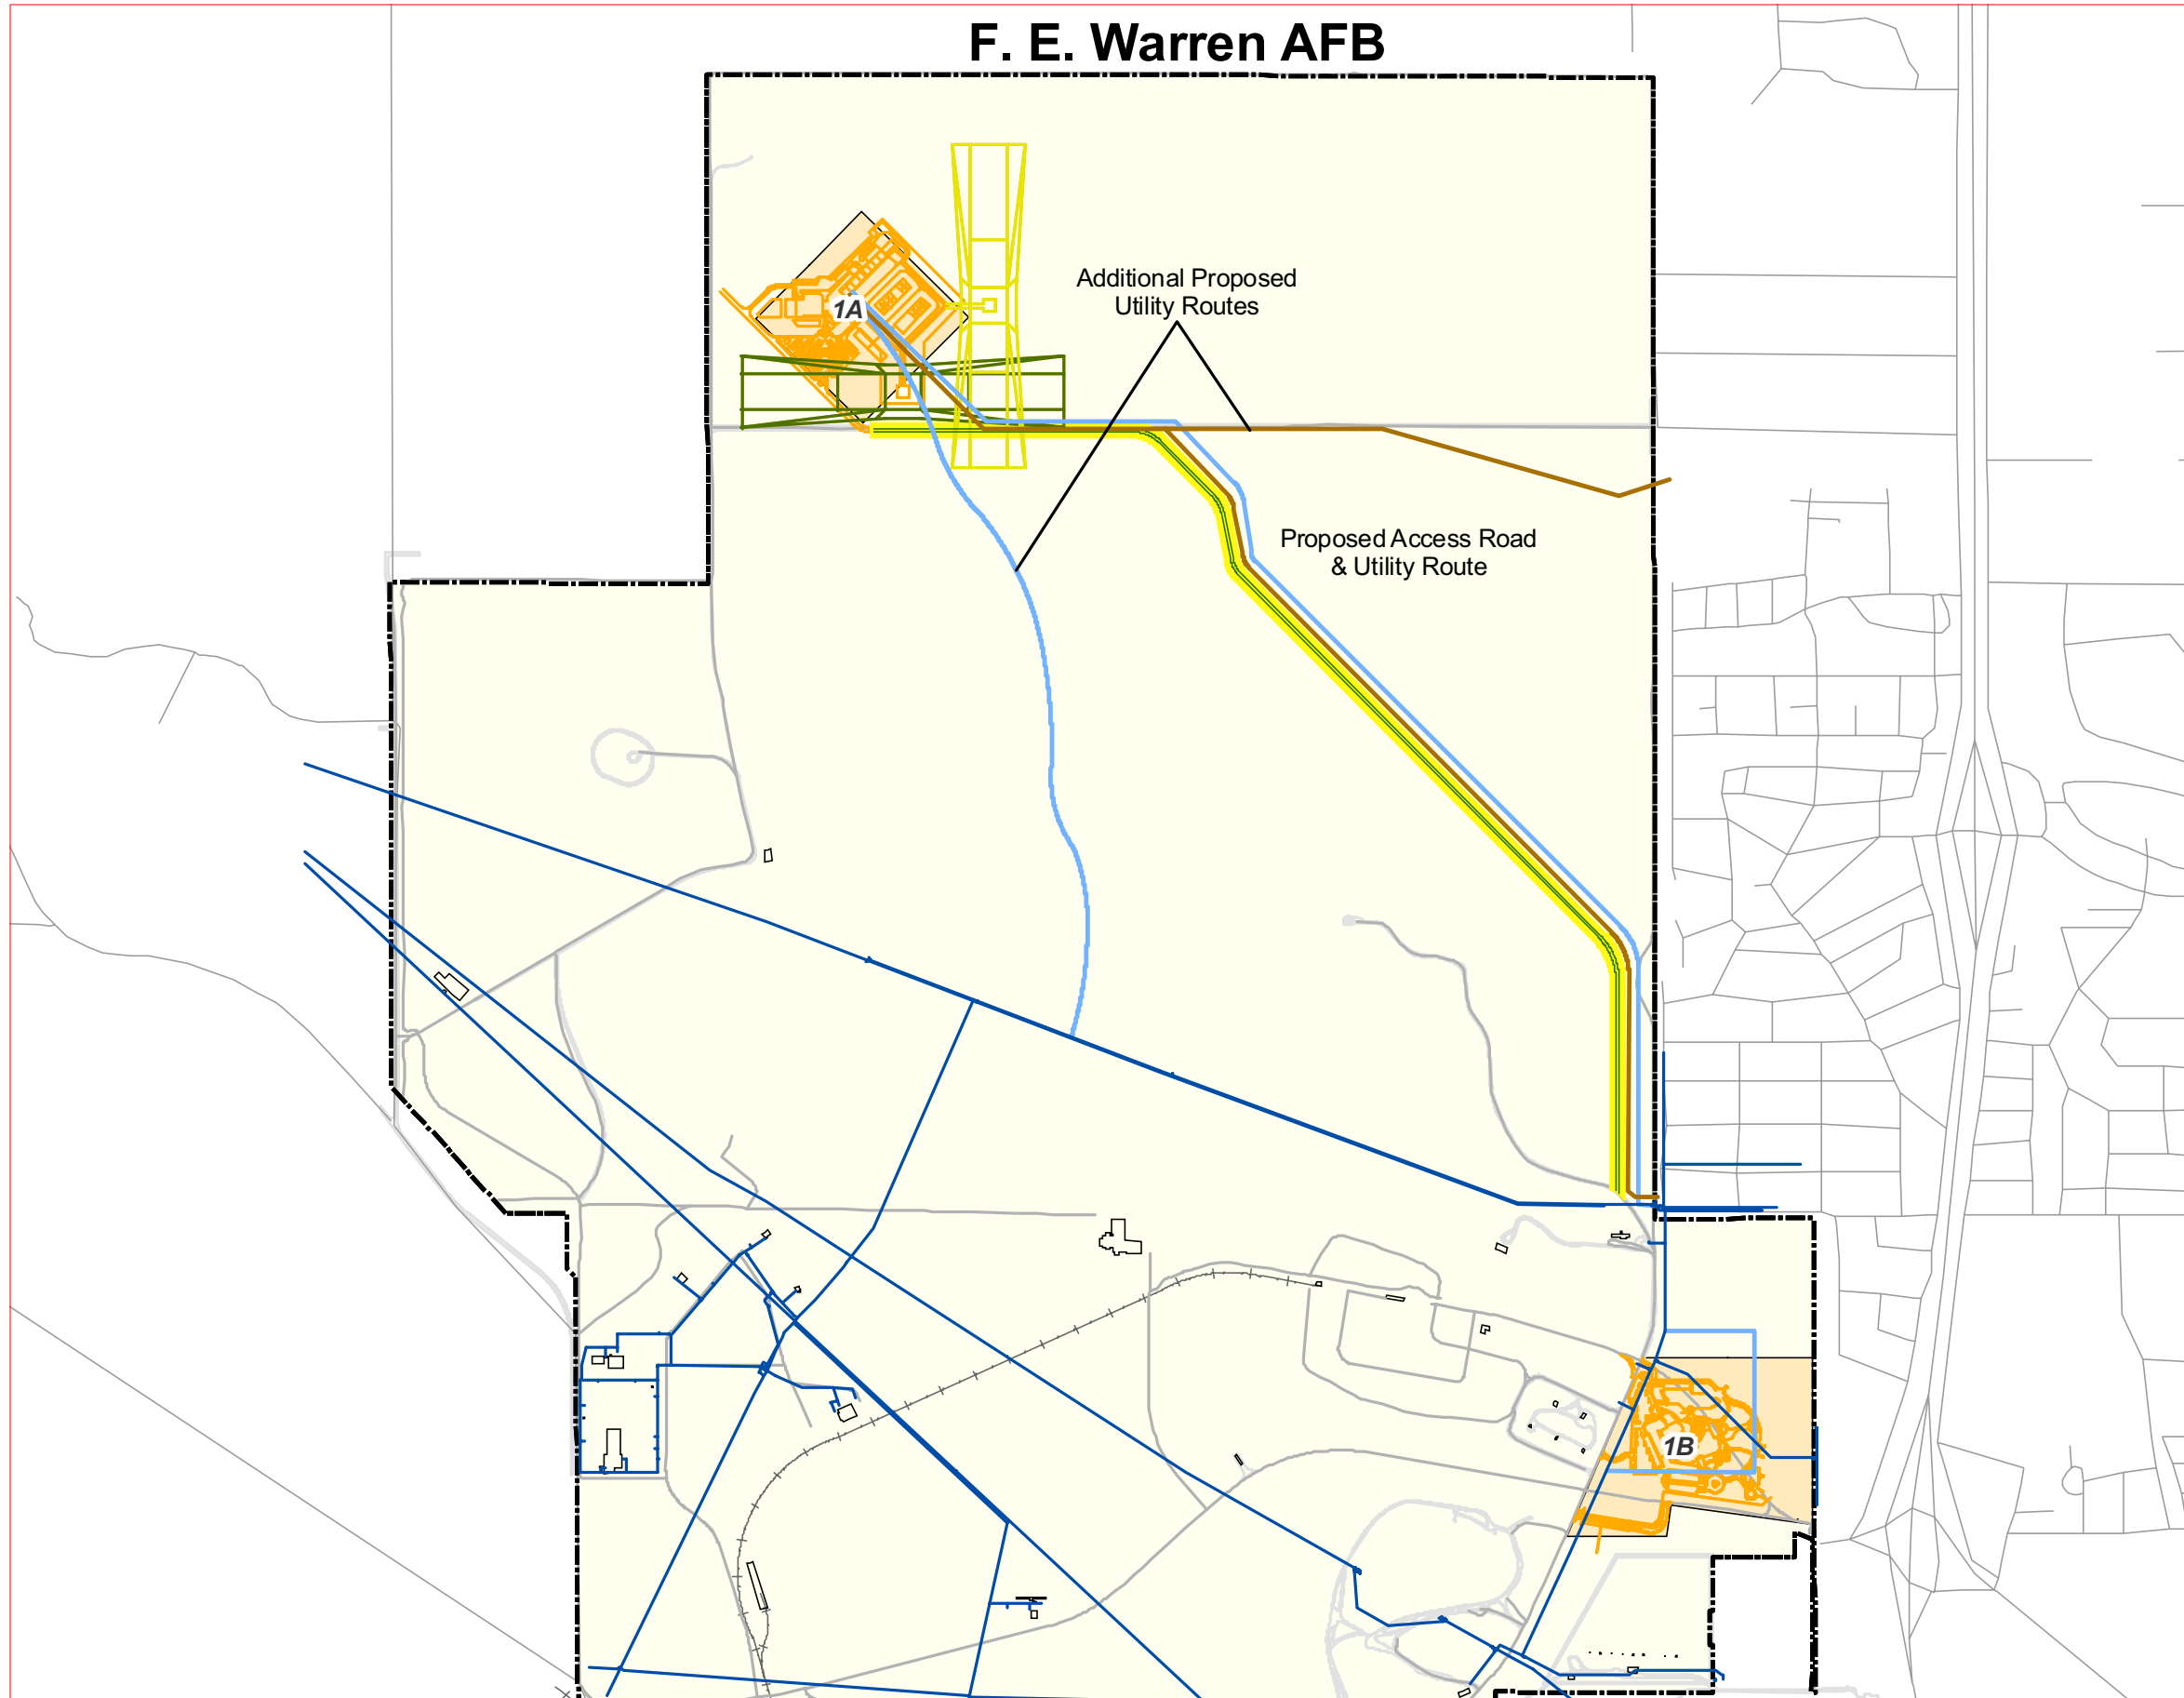 F. E. Warren AFB
Additional Proposed
Utility Routes
1A
Proposed Access Road
& Utility Route
1B